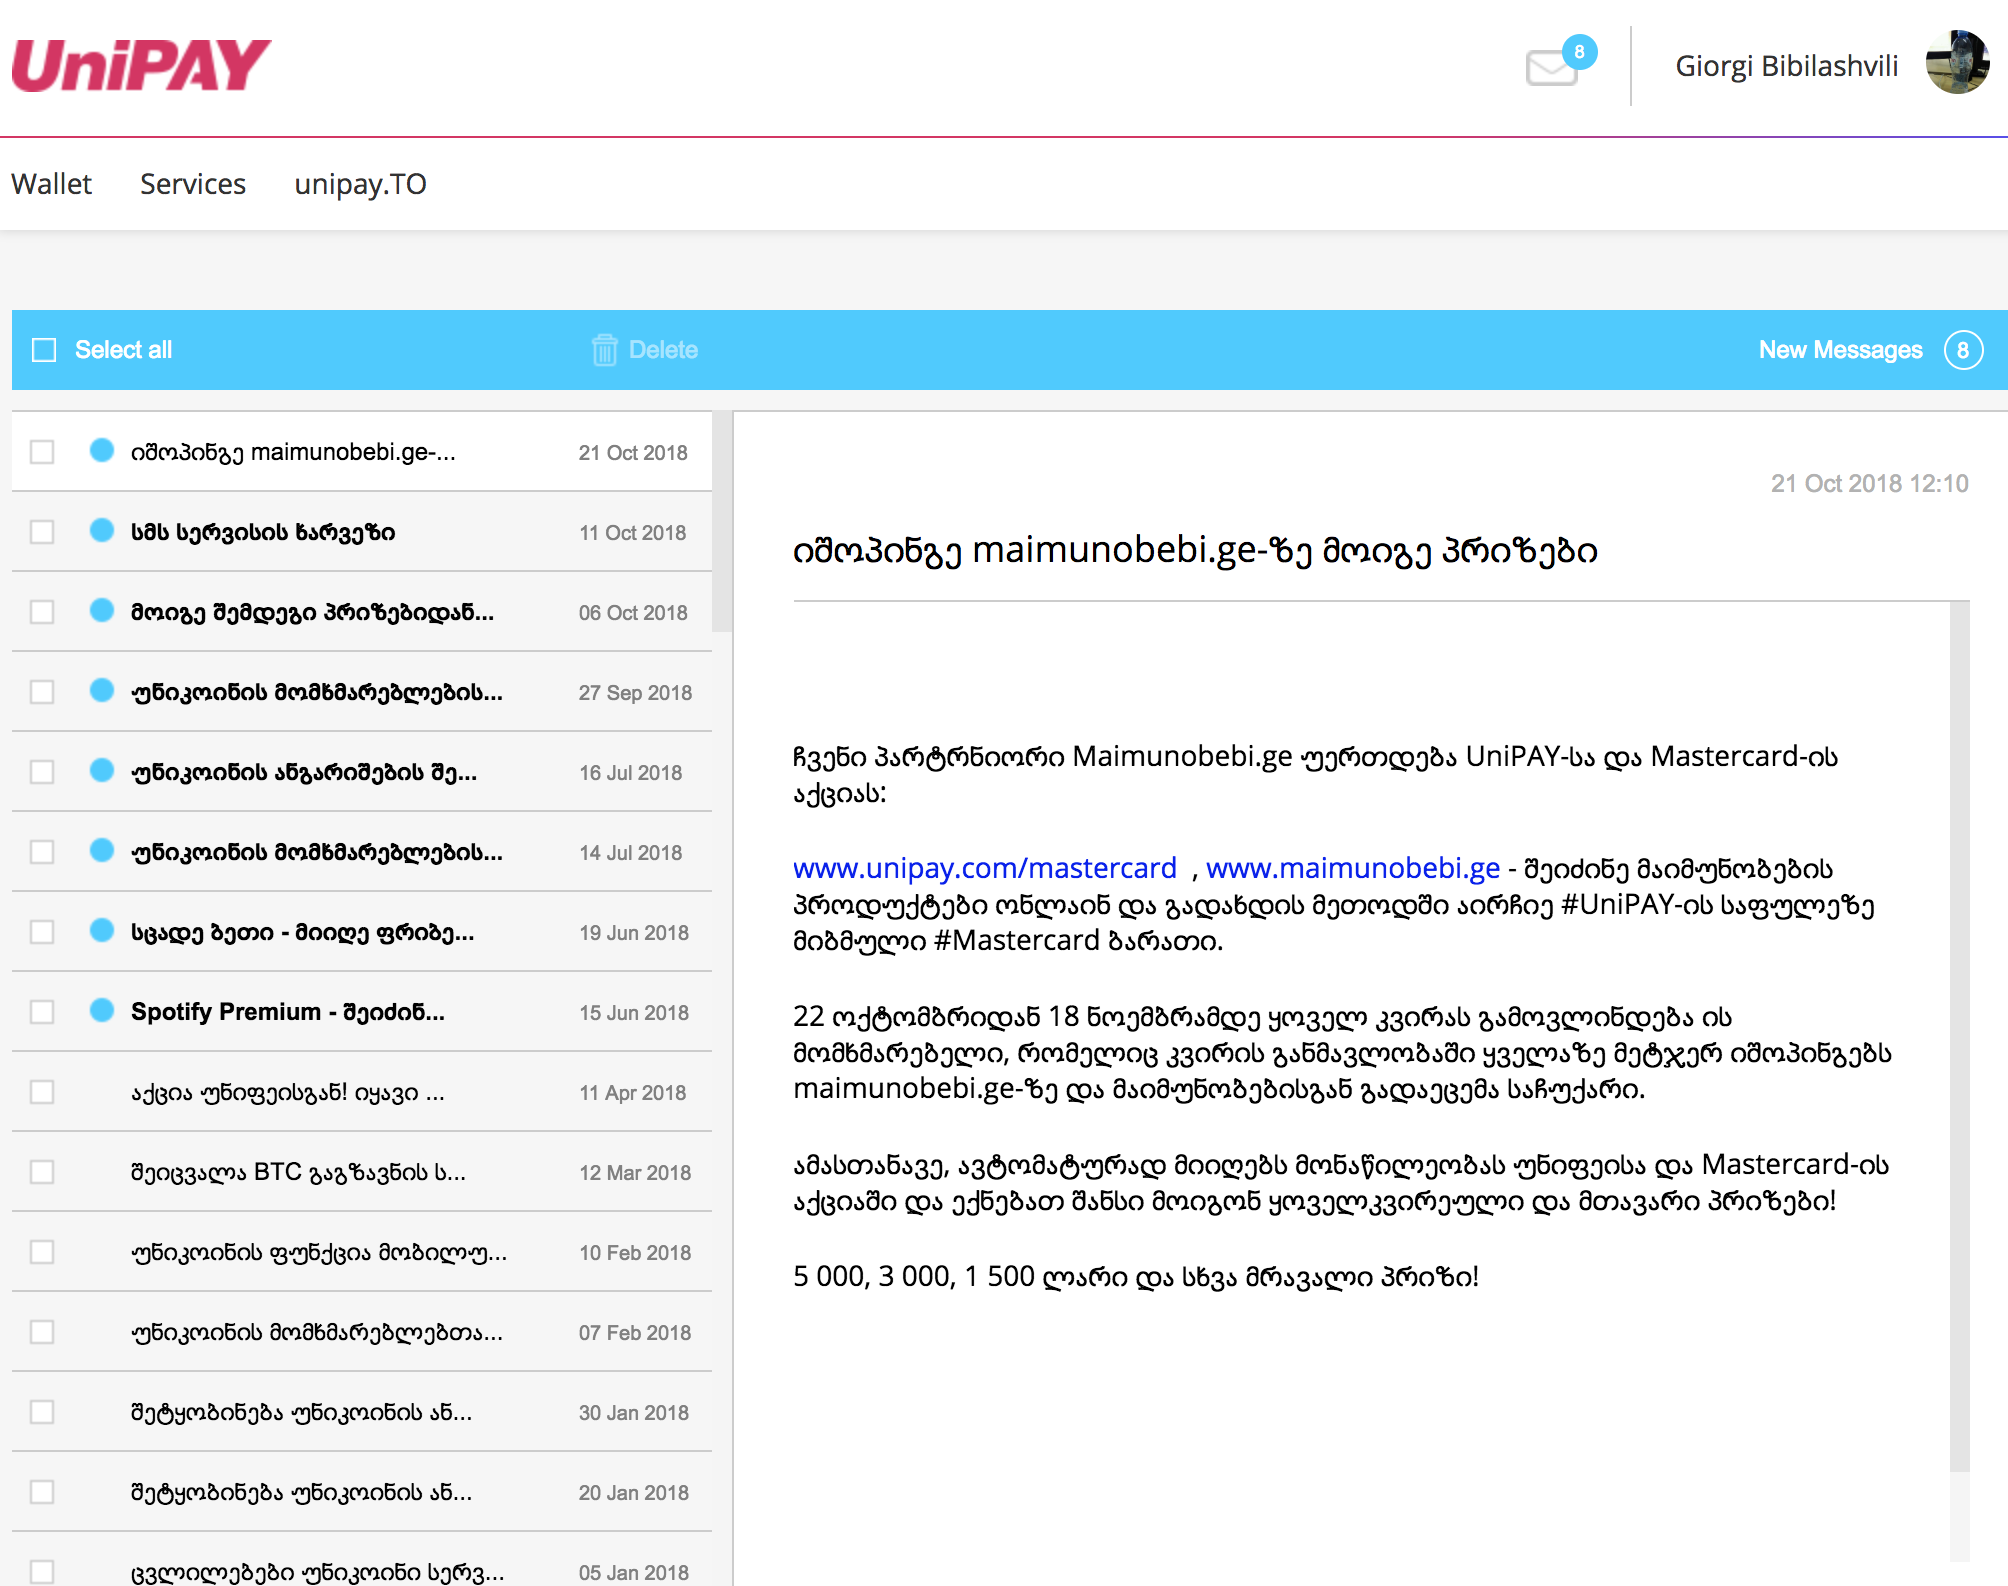 UniPAY
8
Giorgi Bibilashvili
Wallet
Services
unipay.TO
Select all
Delete
New Messages
8
იშოპინგე maimunobebi.ge-...
21 Oct 2018
სმს სერვისის ხარვეზი
11 Oct 2018
მოიგე შემდეგი პრიზებიდან...
06 Oct 2018
უნიკოინის მომხმარებლების...
27 Sep 2018
უნიკოინის ანგარიშების შე...
16 Jul 2018
უნიკოინის მომხმარებლების...
14 Jul 2018
სცადე ბეთი - მიიღე ფრიბე...
19 Jun 2018
Spotify Premium - შეიძინ...
15 Jun 2018
აქცია უნიფეისგან! იყავი ...
11 Apr 2018
შეიცვალა BTC გაგზავნის ს...
12 Mar 2018
უნიკოინის ფუნქცია მობილუ...
10 Feb 2018
უნიკოინის მომხმარებლებთა...
07 Feb 2018
შეტყობინება უნიკოინის ან...
30 Jan 2018
შეტყობინება უნიკოინის ან...
20 Jan 2018
ცვლილებები უნიკოინი სერვ...
05 Jan 2018
21 Oct 2018 12:10
იშოპინგე maimunobebi.ge-ზე მოიგე პრიზები
ჩვენი პარტრნიორი Maimunobebi.ge უერთდება UniPAY-სა და Mastercard-ის
აქციას:
www.unipay.com/mastercard , www.maimunobebi.ge - შეიძინე მაიმუნობების
პროდუქტები ონლაინ და გადახდის მეთოდში აირჩიე #UniPAY-ის საფულეზე
მიბმული #Mastercard ბარათი.
22 ოქტომბრიდან 18 ნოემბრამდე ყოველ კვირას გამოვლინდება ის
მომხმარებელი, რომელიც კვირის განმავლობაში ყველაზე მეტჯერ იშოპინგებს
maimunobebi.ge-ზე და მაიმუნობებისგან გადაეცემა საჩუქარი.
ამასთანავე, ავტომატურად მიიღებს მონაწილეობას უნიფეისა და Mastercard-ის
აქციაში და ექნებათ შანსი მოიგონ ყოველკვირეული და მთავარი პრიზები!
5 000, 3 000, 1 500 ლარი და სხვა მრავალი პრიზი!